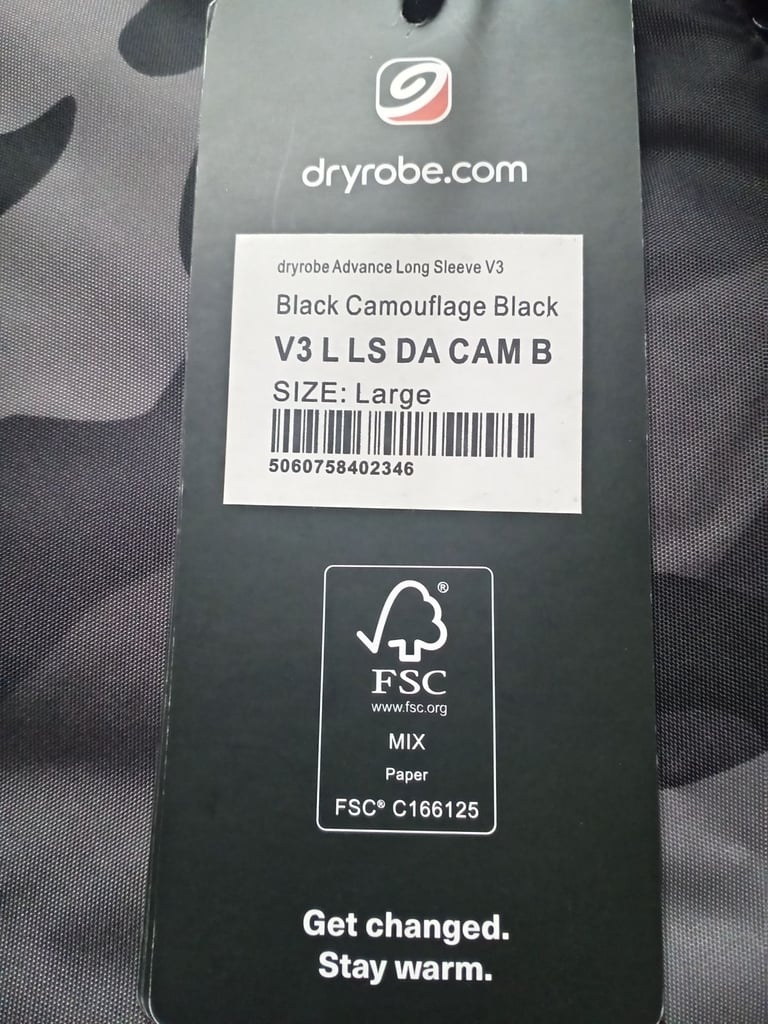 dryrobe.com
dryrobe Advance Long Sleeve V3
Black Camouflage Black
V3 L LS DA CAM B
SIZE: Large
5060758402346
®
FSC
www.fsc.org
MIX
Paper
FSC® C166125
Get changed.
Stay warm.